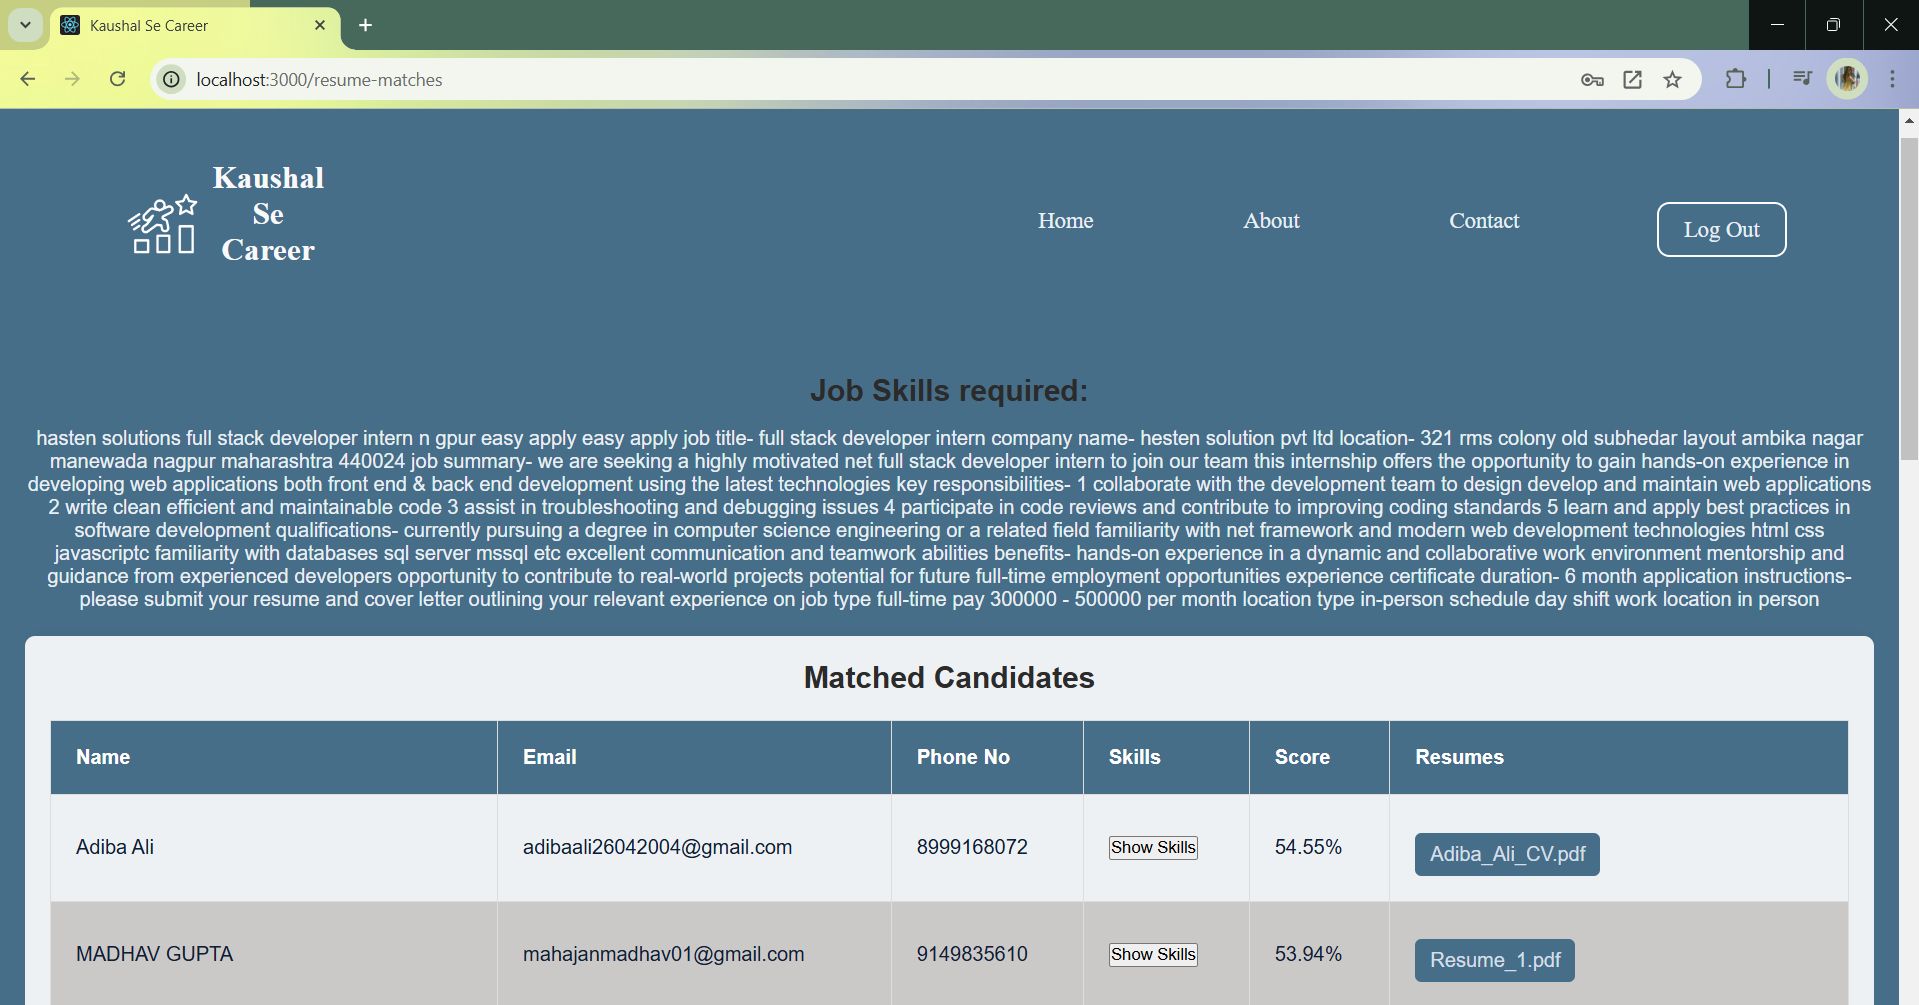 Kaushal Se Career
localhost:3000/resume-matches
Kaushal
Se
Career
Home
About
Contact
Log Out
Job Skills required:
hasten solutions full stack developer intern n gpur easy apply easy apply job title- full stack developer intern company name- hesten solution pvt ltd location- 321 rms colony old subhedar layout ambika nagar
manewada nagpur maharashtra 440024 job summary- we are seeking a highly motivated net full stack developer intern to join our team this internship offers the opportunity to gain hands-on experience in
developing web applications both front end & back end development using the latest technologies key responsibilities- 1 collaborate with the development team to design develop and maintain web applications
2 write clean efficient and maintainable code 3 assist in troubleshooting and debugging issues 4 participate in code reviews and contribute to improving coding standards 5 learn and apply best practices in
software development qualifications- currently pursuing a degree in computer science engineering or a related field familiarity with net framework and modern web development technologies html css
javascriptc familiarity with databases sql server mssql etc excellent communication and teamwork abilities benefits- hands-on experience in a dynamic and collaborative work environment mentorship and
guidance from experienced developers opportunity to contribute to real-world projects potential for future full-time employment opportunities experience certificate duration- 6 month application instructions-
please submit your resume and cover letter outlining your relevant experience on job type full-time pay 300000 - 500000 per month location type in-person schedule day shift work location in person
Matched Candidates
Name Email Phone No Skills Score Resumes
Adiba Ali adibaali26042004@gmail.com 8999168072 Show Skills 54.55% Adiba_Ali_CV.pdf
MADHAV GUPTA mahajanmadhav01@gmail.com 9149835610 Show Skills 53.94% Resume_1.pdf